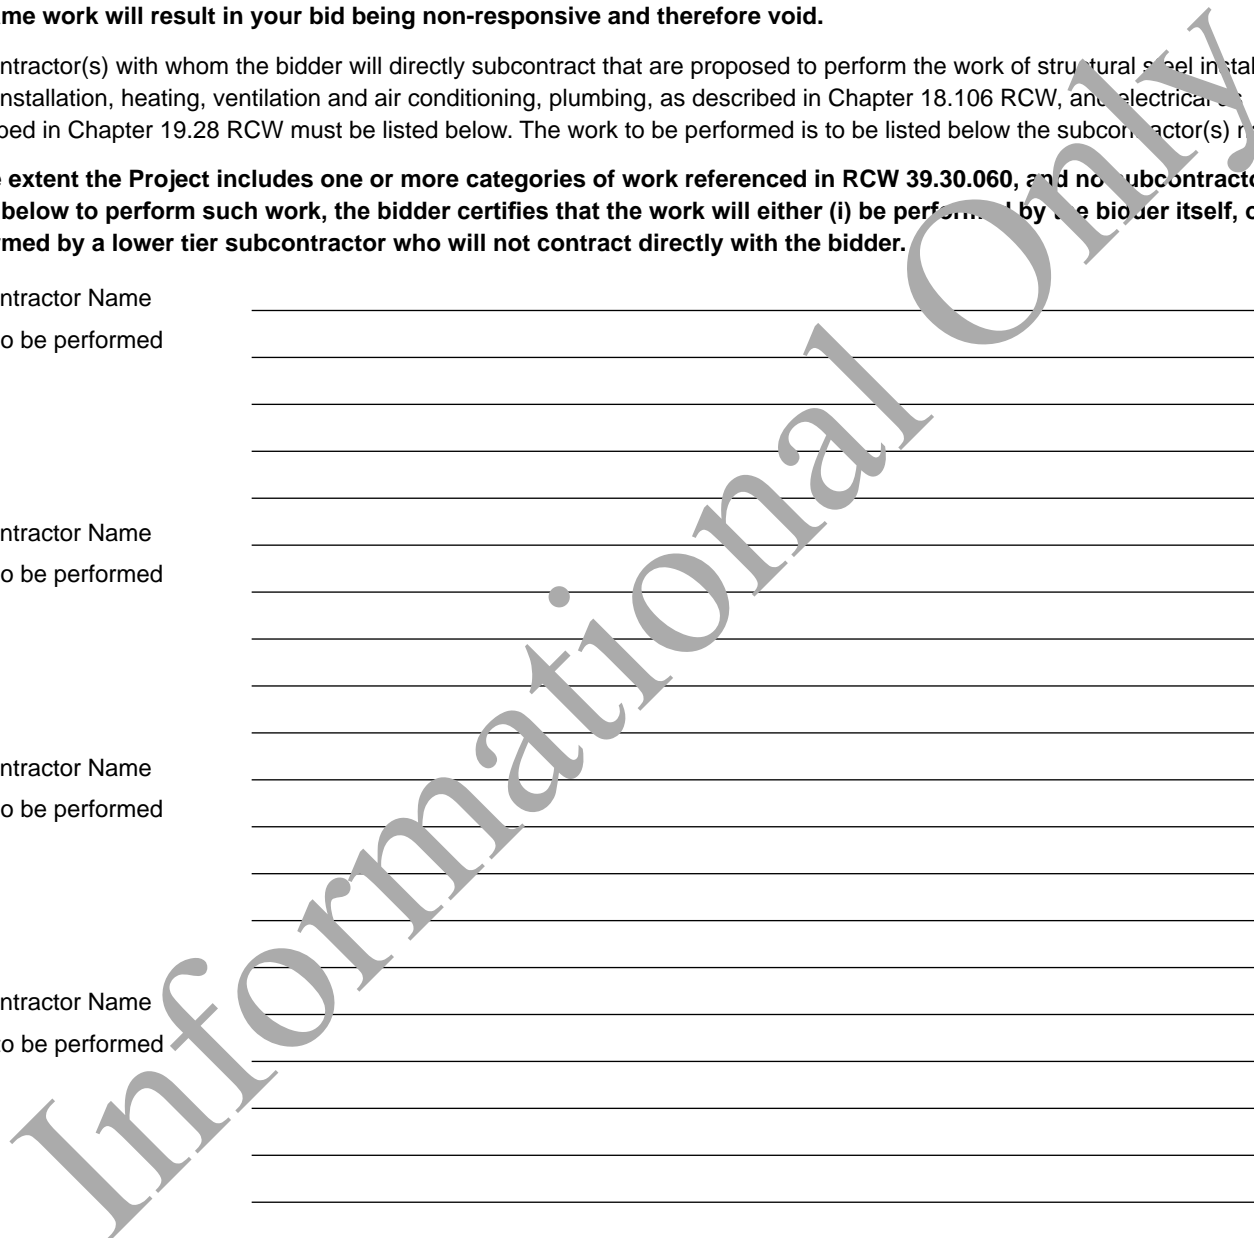 ame work will result in your bid being non-responsive and therefore void.
ntractor(s) with whom the bidder will directly subcontract that are proposed to perform the work of structural steel instal
nstallation, heating, ventilation and air conditioning, plumbing, as described in Chapter 18.106 RCW, and electrical as
bed in Chapter 19.28 RCW must be listed below. The work to be performed is to be listed below the subcontractor(s) n
e extent the Project includes one or more categories of work referenced in RCW 39.30.060, and no subcontracto
below to perform such work, the bidder certifies that the work will either (i) be performed by the bidder itself, o
rmed by a lower tier subcontractor who will not contract directly with the bidder.
ntractor Name
o be performed
ntractor Name
o be performed
ntractor Name
o be performed
ntractor Name
to be performed
Informational Only